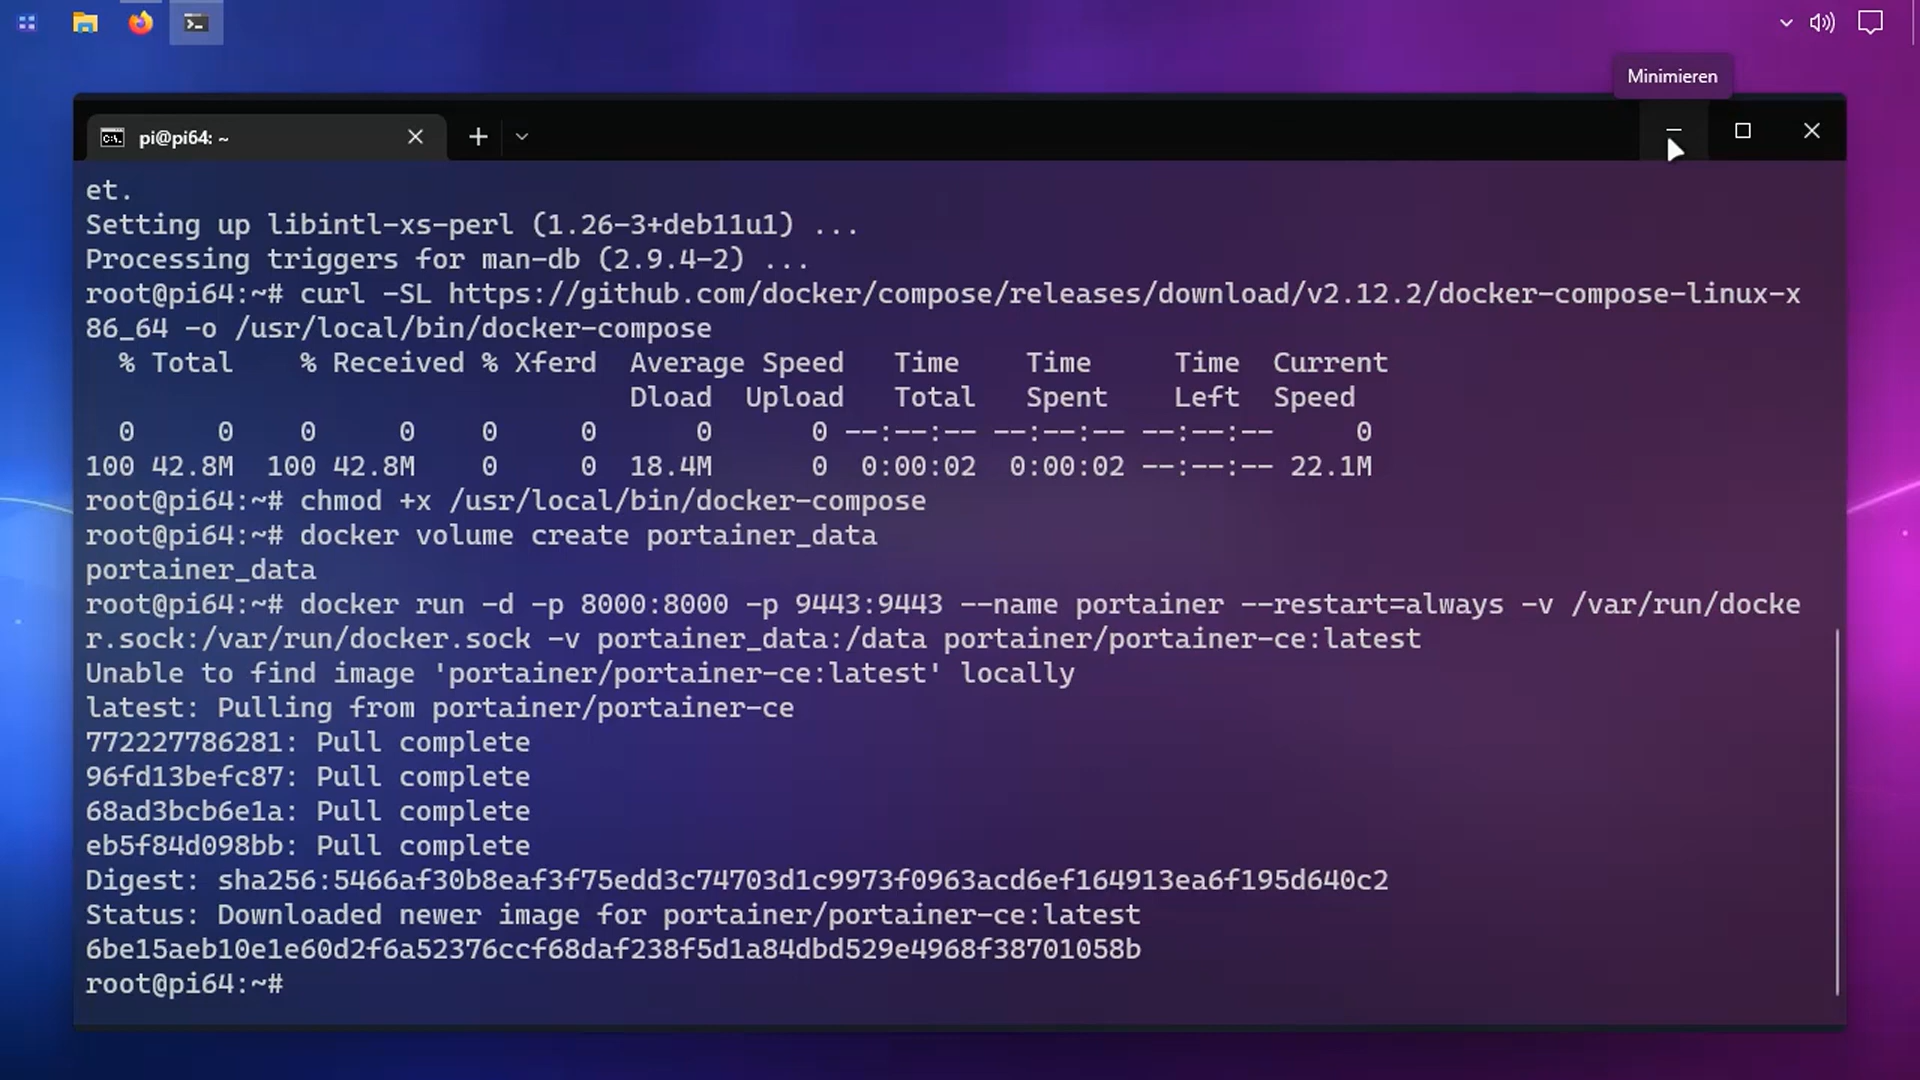 Minimieren
pi@pi64: ~
et.
Setting up libintl-xs-perl (1.26-3+deb11u1) ...
Processing triggers for man-db (2.9.4-2) ...
root@pi64:~# curl -SL https://github.com/docker/compose/releases/download/v2.12.2/docker-compose-linux-x
86_64 -o /usr/local/bin/docker-compose
% Total % Received % Xferd Average Speed Time Time Time Current
Dload Upload Total Spent Left Speed
0 0 0 0 0 0 0 0 --:--:-- --:--:-- --:--:-- 0
100 42.8M 100 42.8M 0 0 18.4M 0 0:00:02 0:00:02 --:--:-- 22.1M
root@pi64:~# chmod +x /usr/local/bin/docker-compose
root@pi64:~# docker volume create portainer_data
portainer_data
root@pi64:~# docker run -d -p 8000:8000 -p 9443:9443 --name portainer --restart=always -v /var/run/docke
r.sock:/var/run/docker.sock -v portainer_data:/data portainer/portainer-ce:latest
Unable to find image 'portainer/portainer-ce:latest' locally
latest: Pulling from portainer/portainer-ce
772227786281: Pull complete
96fd13befc87: Pull complete
68ad3bcb6e1a: Pull complete
eb5f84d098bb: Pull complete
Digest: sha256:5466af30b8eaf3f75edd3c74703d1c9973f0963acd6ef164913ea6f195d640c2
Status: Downloaded newer image for portainer/portainer-ce:latest
6be15aeb10e1e60d2f6a52376ccf68daf238f5d1a84dbd529e4968f38701058b
root@pi64:~#